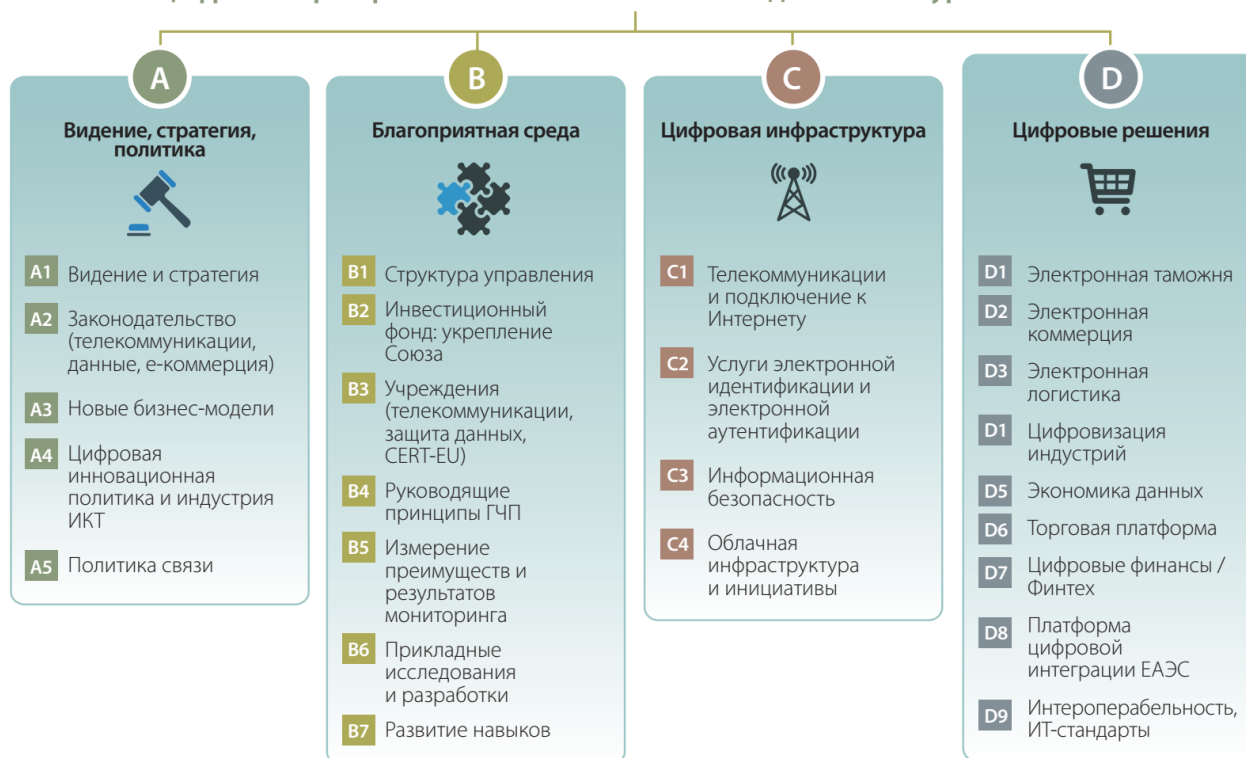 A
Видение, стратегия,
политика
A1 Видение и стратегия
A2 Законодательство
(телекоммуникации,
данные, е-коммерция)
A3 Новые бизнес-модели
A4 Цифровая
инновационная
политика и индустрия
ИКТ
A5 Политика связи
B
Благоприятная среда
B1 Структура управления
B2 Инвестиционный
фонд: укрепление
Союза
B3 Учреждения
(телекоммуникации,
защита данных,
CERT-EU)
B4 Руководящие
принципы ГЧП
B5 Измерение
преимуществ и
результатов
мониторинга
B6 Прикладные
исследования
и разработки
B7 Развитие навыков
C
Цифровая инфраструктура
C1 Телекоммуникации
и подключение к
Интернету
C2 Услуги электронной
идентификации и
электронной
аутентификации
C3 Информационная
безопасность
C4 Облачная
инфраструктура
и инициативы
D
Цифровые решения
D1 Электронная таможня
D2 Электронная
коммерция
D3 Электронная
логистика
D1 Цифровизация
индустрий
D5 Экономика данных
D6 Торговая платформа
D7 Цифровые финансы /
Финтех
D8 Платформа
цифровой
интеграции ЕАЭС
D9 Интероперабельность,
ИТ-стандарты